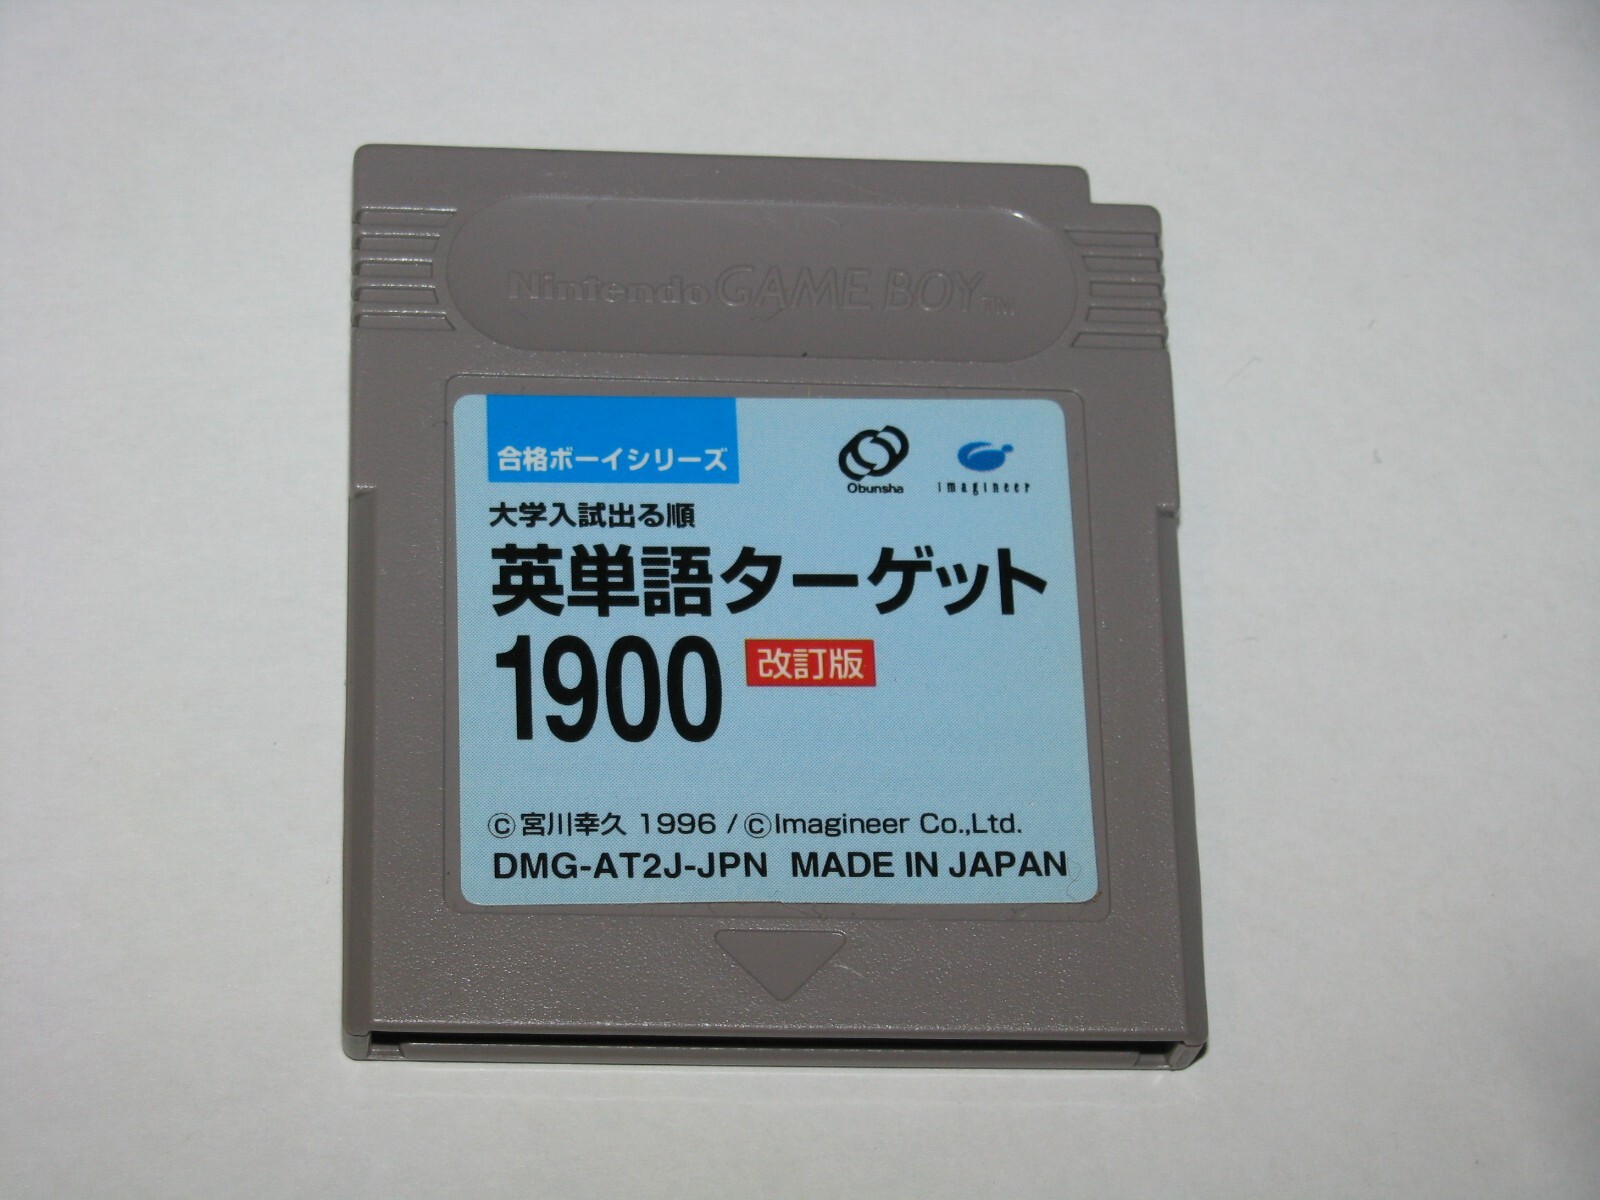 Nintendo GAME BOY TM
合格ボーイシリーズ
Obunsha
imagineer
大学入試出る順
英単語ターゲット
1900 改訂版
©宮川幸久 1996 / ©Imagineer Co.,Ltd.
DMG-AT2J-JPN MADE IN JAPAN